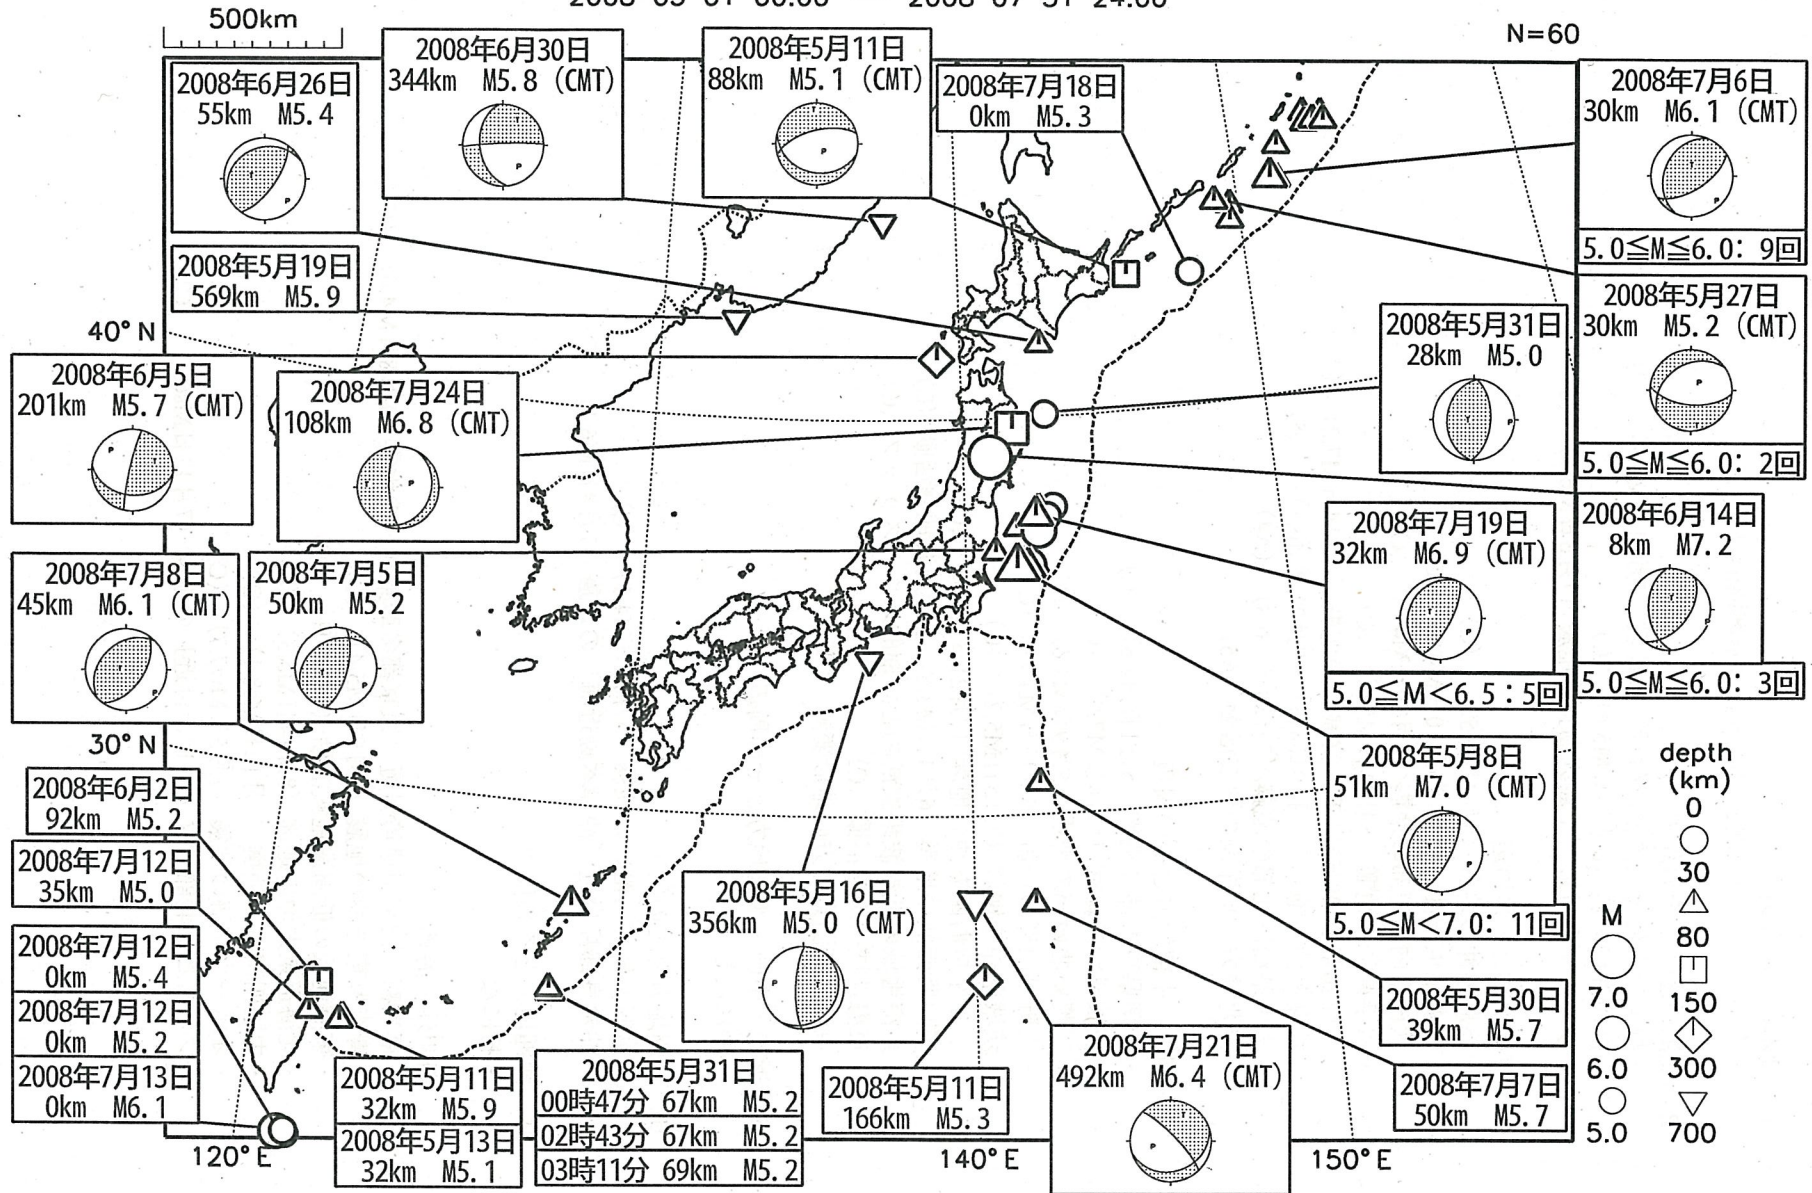 500km
N=60
2008年6月26日
55km M5.4
2008年6月30日
344km M5.8 (CMT)
2008年5月11日
88km M5.1 (CMT)
2008年7月18日
0km M5.3
2008年7月6日
30km M6.1 (CMT)
5.0≦M≦6.0: 9回
2008年5月19日
569km M5.9
2008年5月27日
30km M5.2 (CMT)
5.0≦M≦6.0: 2回
2008年5月31日
28km M5.0
40°N
2008年6月5日
201km M5.7 (CMT)
2008年7月24日
108km M6.8 (CMT)
2008年7月19日
32km M6.9 (CMT)
5.0≦M<6.5:5回
2008年6月14日
8km M7.2
5.0≦M≦6.0: 3回
2008年7月8日
45km M6.1 (CMT)
2008年7月5日
50km M5.2
30°N
2008年6月2日
92km M5.2
2008年7月12日
35km M5.0
2008年7月12日
0km M5.4
2008年7月12日
0km M5.2
2008年7月13日
0km M6.1
2008年5月16日
356km M5.0 (CMT)
2008年5月8日
51km M7.0 (CMT)
5.0≦M<7.0: 11回
2008年5月11日
32km M5.9
2008年5月13日
32km M5.1
2008年5月31日
00時47分 67km M5.2
02時43分 67km M5.2
03時11分 69km M5.2
2008年5月11日
166km M5.3
2008年7月21日
492km M6.4 (CMT)
2008年5月30日
39km M5.7
2008年7月7日
50km M5.7
M
7.0
6.0
5.0
depth
(km)
0
30
80
150
300
700
120°E
140°E
150°E